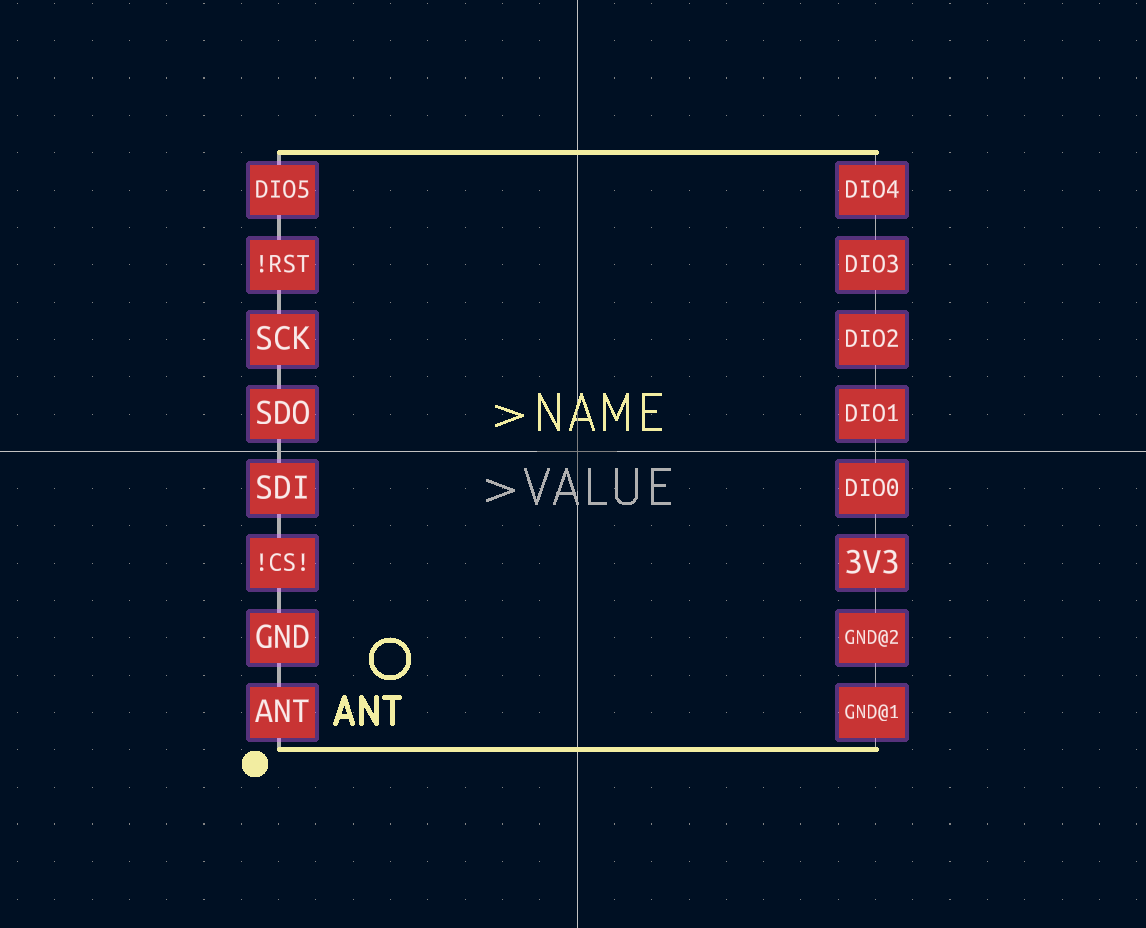 DIO5 DIO4
!RST DIO3
SCK DIO2
SDO DIO1
>NAME
SDI DIO0
>VALUE
!CS! 3V3
GND GND@2
ANT ANT GND@1